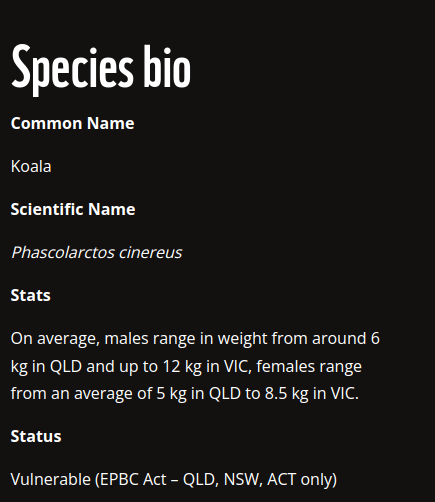 Species bio
Common Name
Koala
Scientific Name
Phascolarctos cinereus
Stats
On average, males range in weight from around 6
kg in QLD and up to 12 kg in VIC, females range
from an average of 5 kg in QLD to 8.5 kg in VIC.
Status
Vulnerable (EPBC Act – QLD, NSW, ACT only)